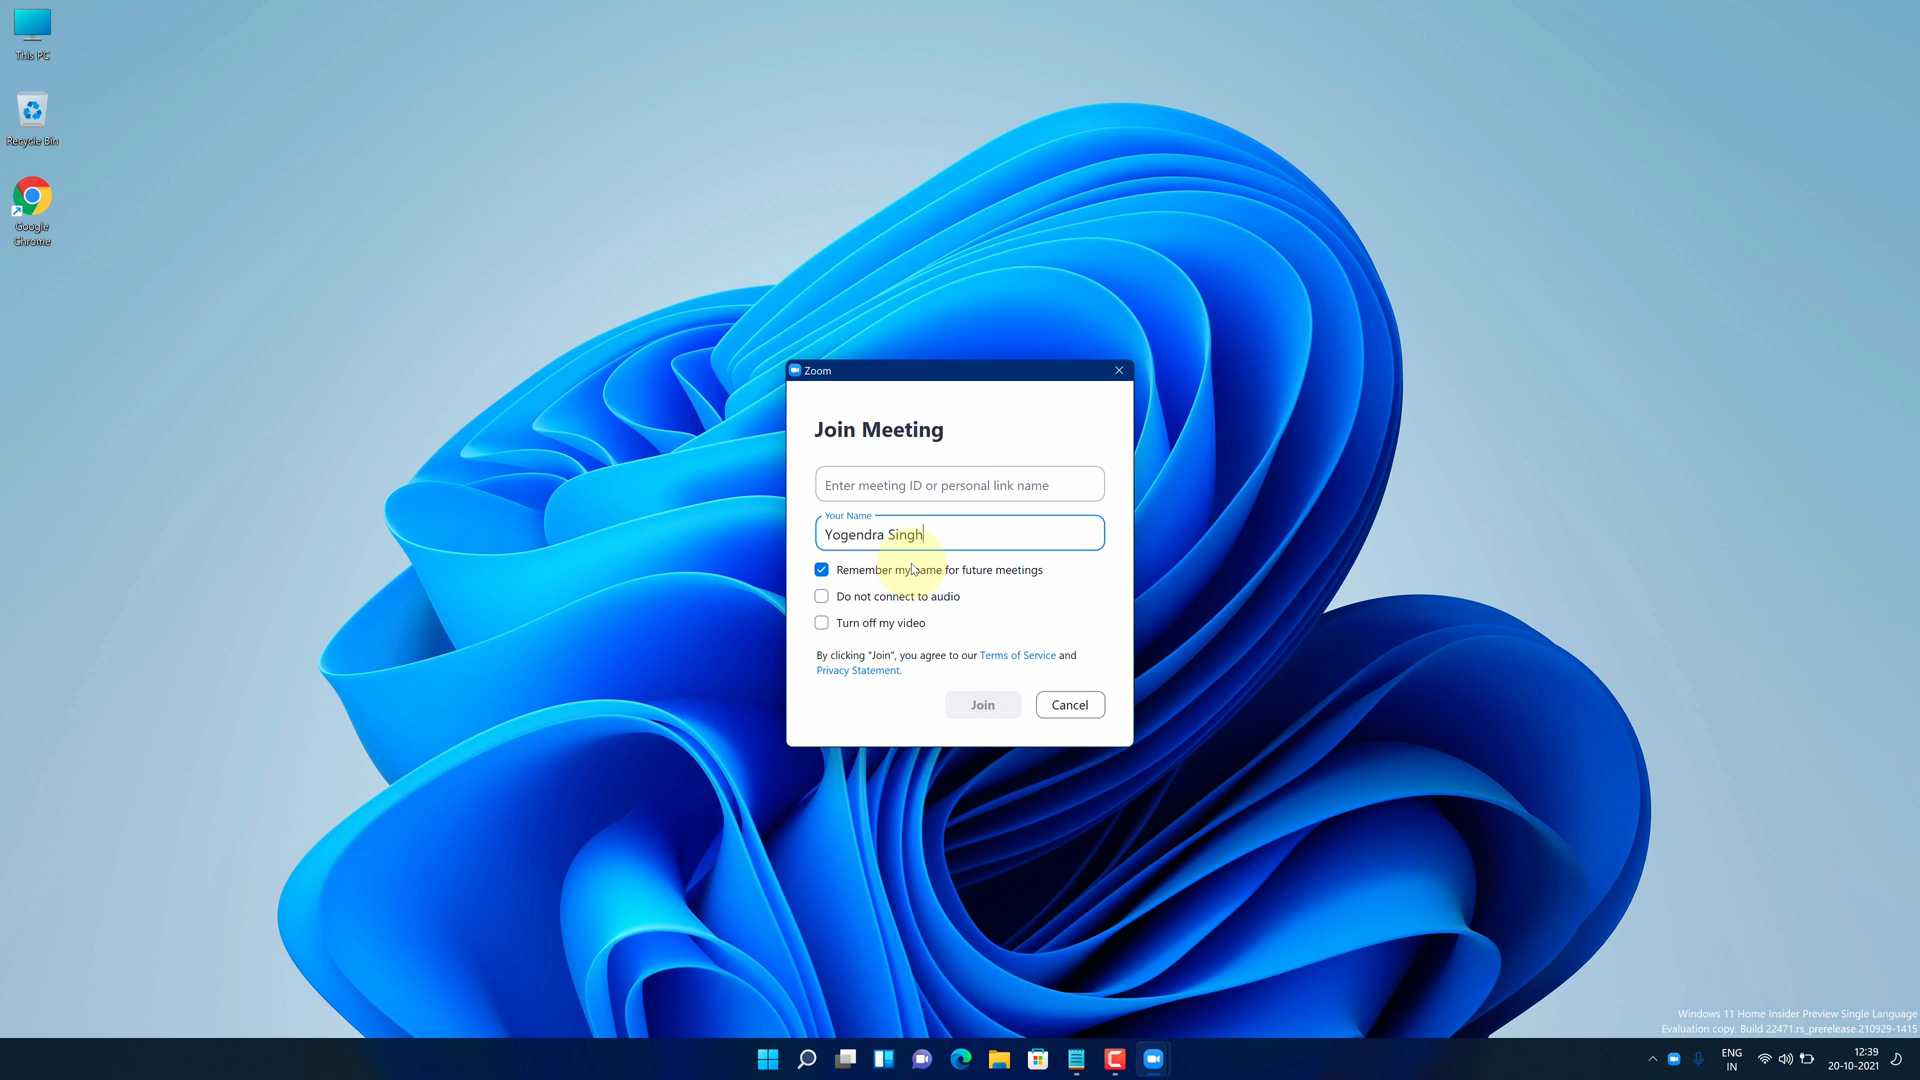 This PC
Recycle Bin
Google
Chrome
Zoom
Join Meeting
Enter meeting ID or personal link name
Your Name
Yogendra Singh
Remember my name for future meetings
Do not connect to audio
Turn off my video
By clicking "Join", you agree to our Terms of Service and
Privacy Statement.
Join
Cancel
Windows 11 Home Insider Preview Single Language
Evaluation copy. Build 22471.rs_prerelease.210929-1415
ENG
IN
12:39
20-10-2021